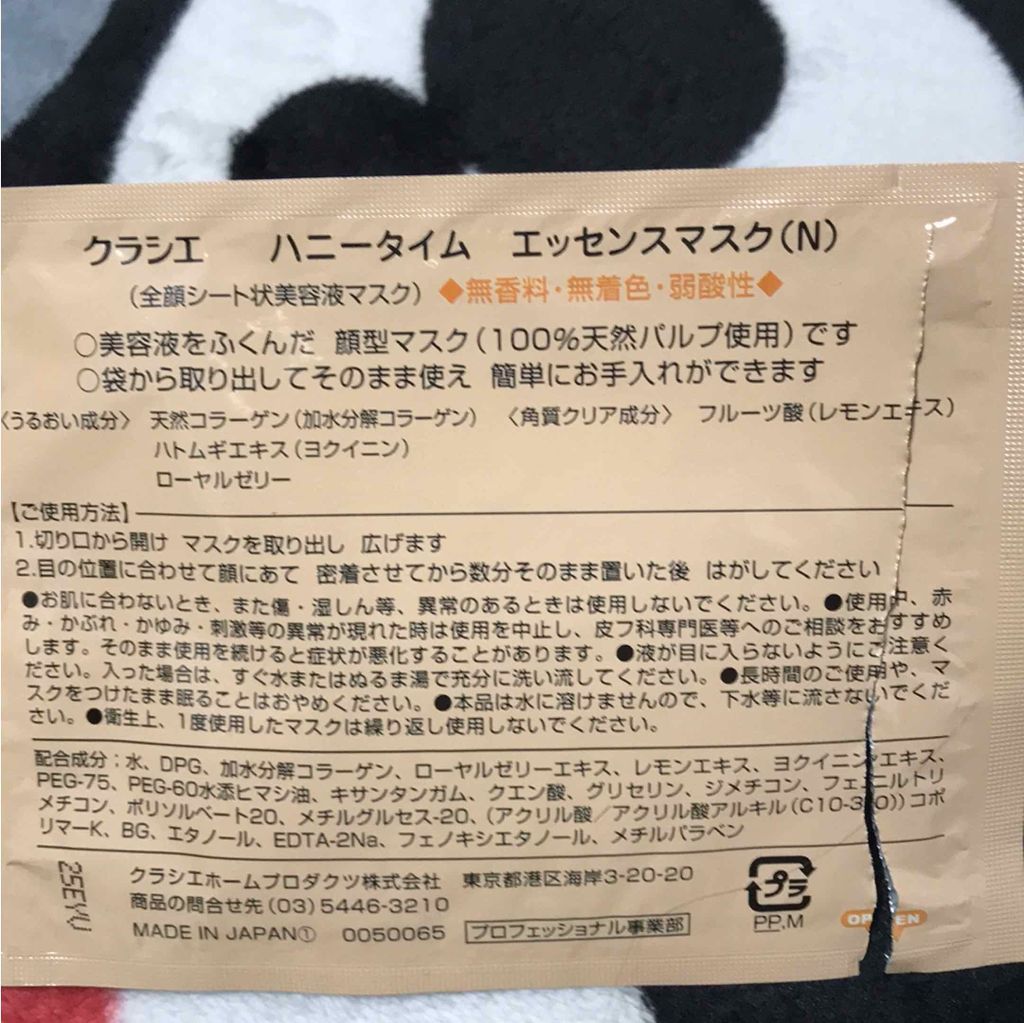 クラシエ ハニータイム エッセンスマスク(N)
(全顔シート状美容液マスク) ◆無香料・無着色・弱酸性◆
○美容液をふくんだ 顔型マスク(100%天然パルプ使用)です
○袋から取り出してそのまま使え 簡単にお手入れができます
〈うるおい成分〉 天然コラーゲン(加水分解コラーゲン) 〈角質クリア成分〉 フルーツ酸(レモンエキス)
ハトムギエキス(ヨクイニン)
ローヤルゼリー
【ご使用方法】
1.切り口から開け マスクを取り出し 広げます
2.目の位置に合わせて顔にあて 密着させてから数分そのまま置いた後 はがしてください
●お肌に合わないとき、また傷・湿しん等、異常のあるときは使用しないでください。●使用中、赤
み・かぶれ・かゆみ・刺激等の異常が現れた時は使用を中止し、皮フ科専門医等へのご相談をおすすめ
します。そのまま使用を続けると症状が悪化することがあります。●液が目に入らないようにご注意く
ださい。入った場合は、すぐ水またはぬるま湯で充分に洗い流してください。●長時間のご使用や、マ
スクをつけたまま眠ることはおやめください。●本品は水に溶けませんので、下水等に流さないでくだ
さい。●衛生上、1度使用したマスクは繰り返し使用しないでください。
配合成分:水、DPG、加水分解コラーゲン、ローヤルゼリーエキス、レモンエキス、ヨクイニンエキス、
PEG-75、PEG-60水添ヒマシ油、キサンタンガム、クエン酸、グリセリン、ジメチコン、フェニルトリ
メチコン、ポリソルベート20、メチルグルセス-20、(アクリル酸/アクリル酸アルキル(C10-30))コポ
リマーK、BG、エタノール、EDTA-2Na、フェノキシエタノール、メチルパラベン
25EYU
クラシエホームプロダクツ株式会社 東京都港区海岸3-20-20
商品の問合せ先(03)5446-3210
MADE IN JAPAN① 0050065 プロフェッショナル事業部
プラ
PP,M
OPEN